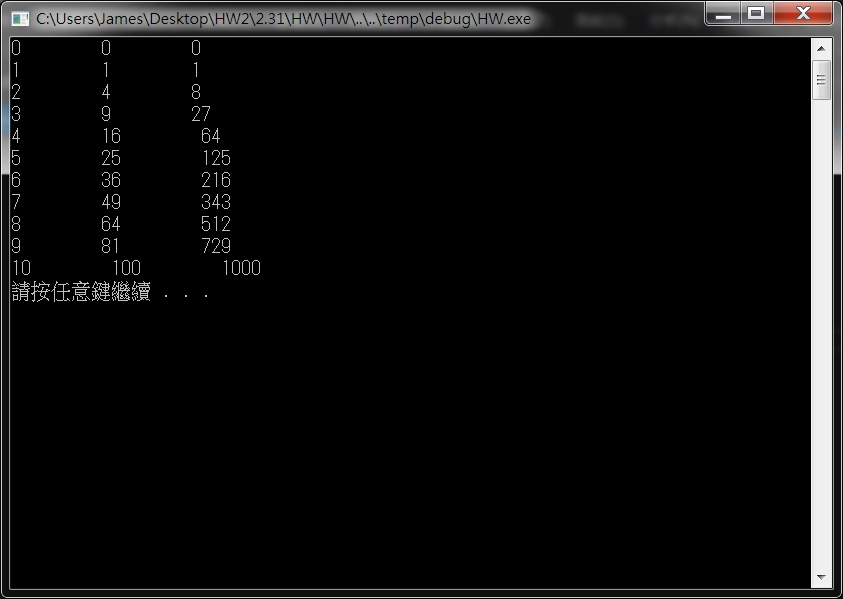 C:\Users\James\Desktop\HW2\2.31\HW\HW\..\..\temp\debug\HW.exe
0        0        0
1        1        1
2        4        8
3        9        27
4        16        64
5        25        125
6        36        216
7        49        343
8        64        512
9        81        729
10        100        1000
請按任意鍵繼續 . . .